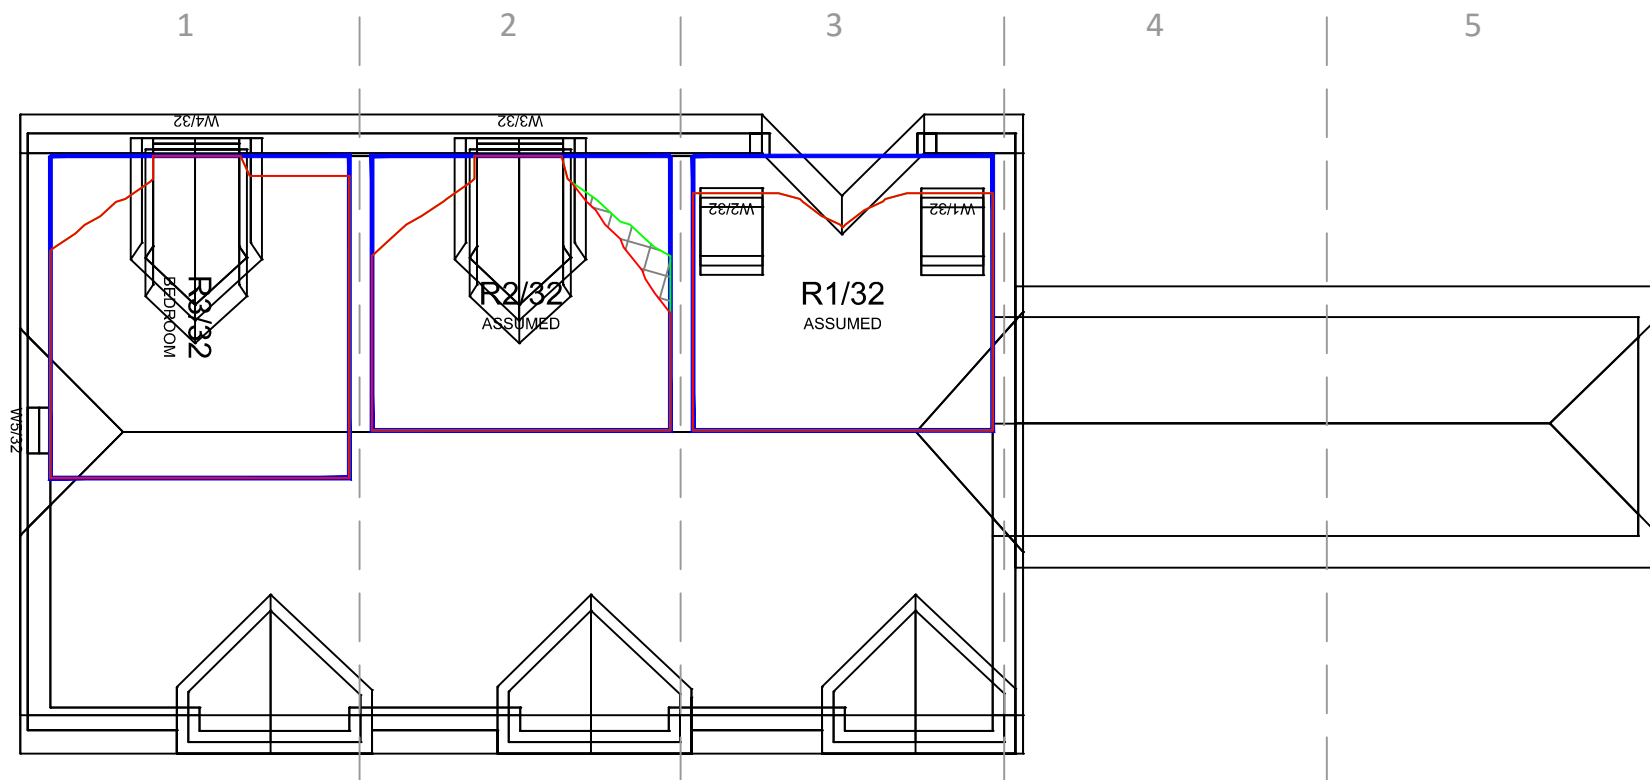 1
2
3
4
5
W4/32
W3/32
W2/32
W1/32
R3/32
BEDROOM
R2/32
ASSUMED
R1/32
ASSUMED
W5/32